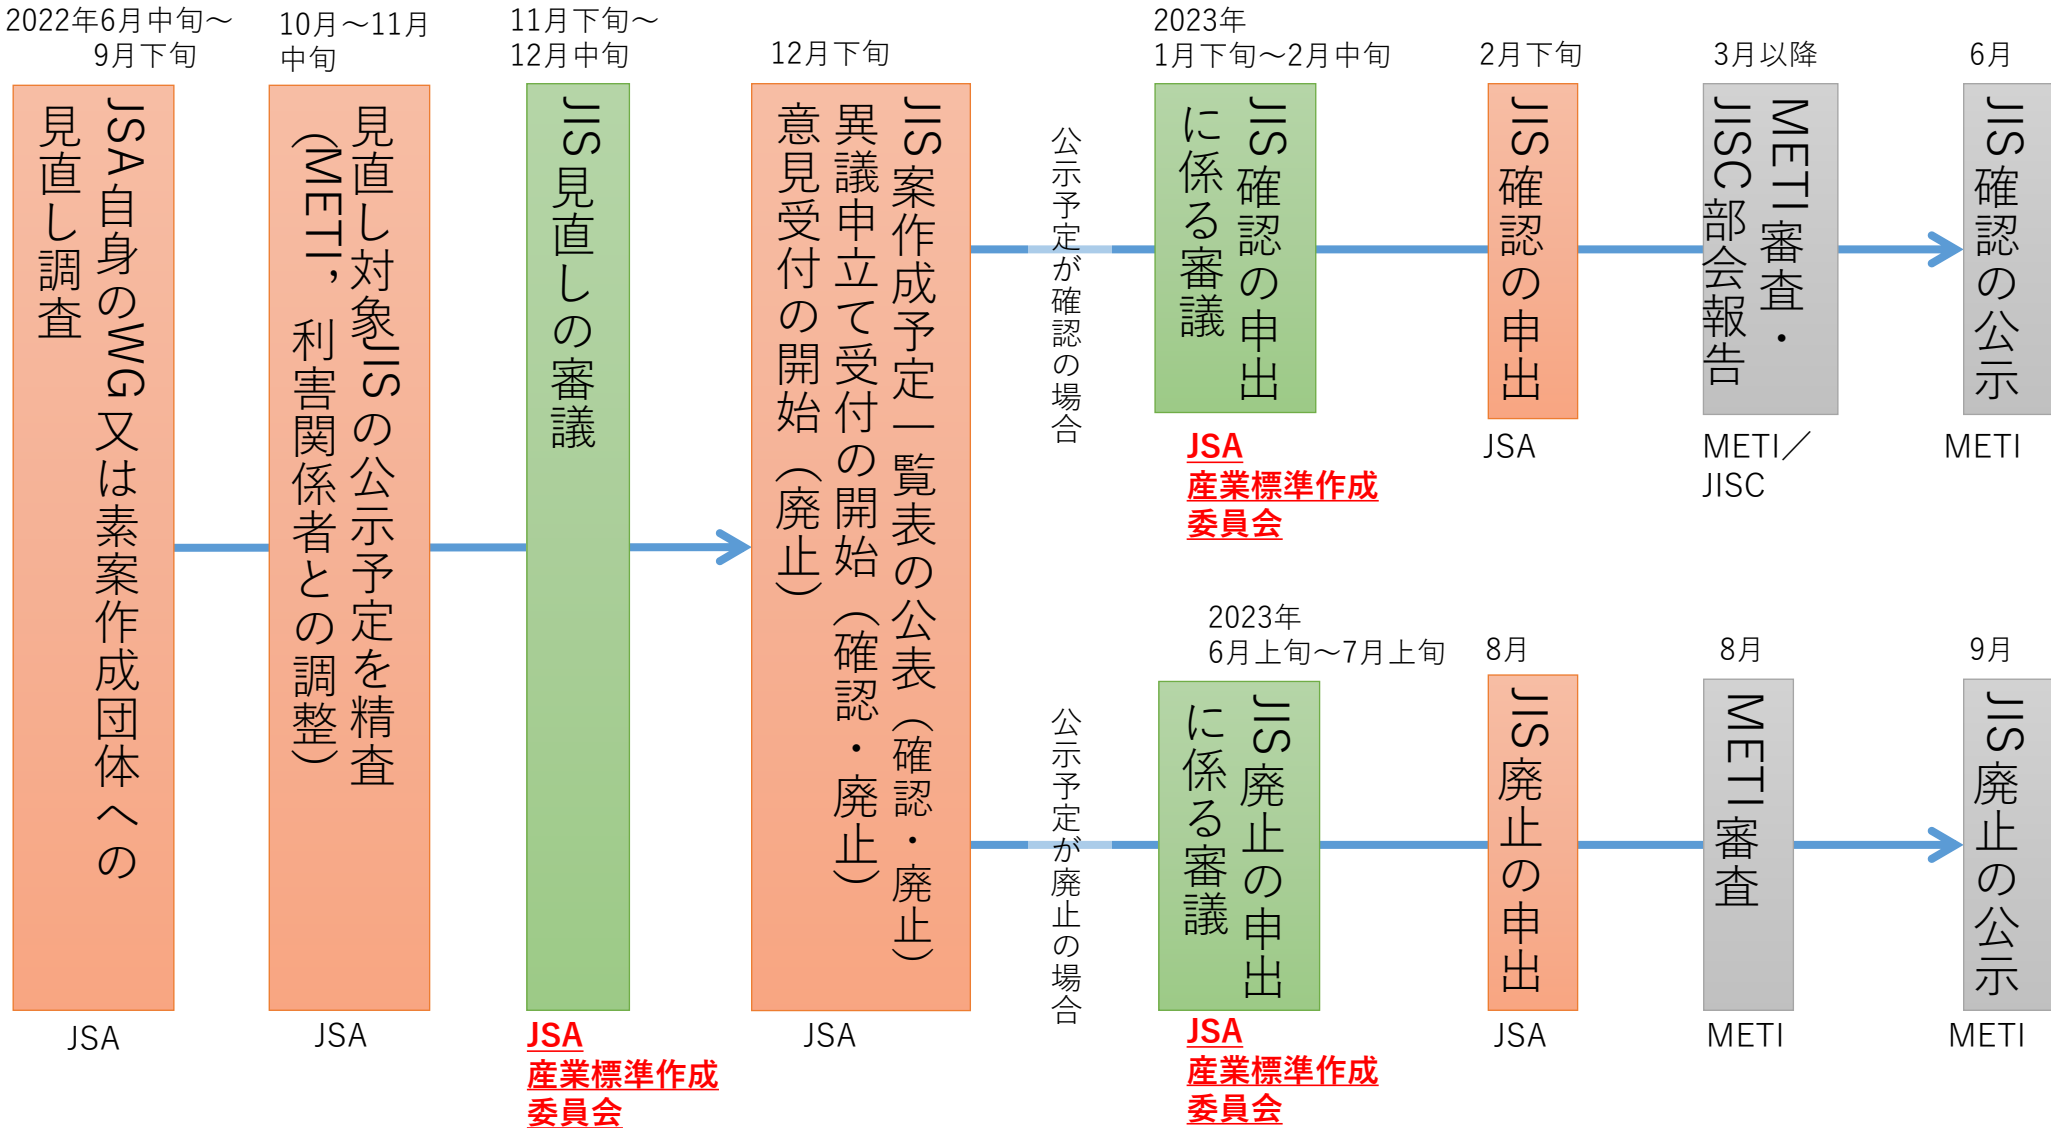 2022年6月中旬～
9月下旬
JSA自身のWG又は素案作成団体への
見直し調査
JSA
10月～11月
中旬
見直し対象JISの公示予定を精査
（METI，利害関係者との調整）
JSA
11月下旬～
12月中旬
JIS見直しの審議
JSA
産業標準作成
委員会
12月下旬
JIS案作成予定一覧表の公表（確認・廃止）
異議申立て受付の開始（確認・廃止）
意見受付の開始（廃止）
JSA
公示予定が確認の場合
2023年
1月下旬～2月中旬
JIS確認の申出
に係る審議
JSA
産業標準作成
委員会
2月下旬
JIS確認の申出
JSA
3月以降
METI審査・
JISC部会報告
METI／
JISC
6月
JIS確認の公示
METI
公示予定が廃止の場合
2023年
6月上旬～7月上旬
JIS廃止の申出
に係る審議
JSA
産業標準作成
委員会
8月
JIS廃止の申出
JSA
8月
METI審査
METI
9月
JIS廃止の公示
METI